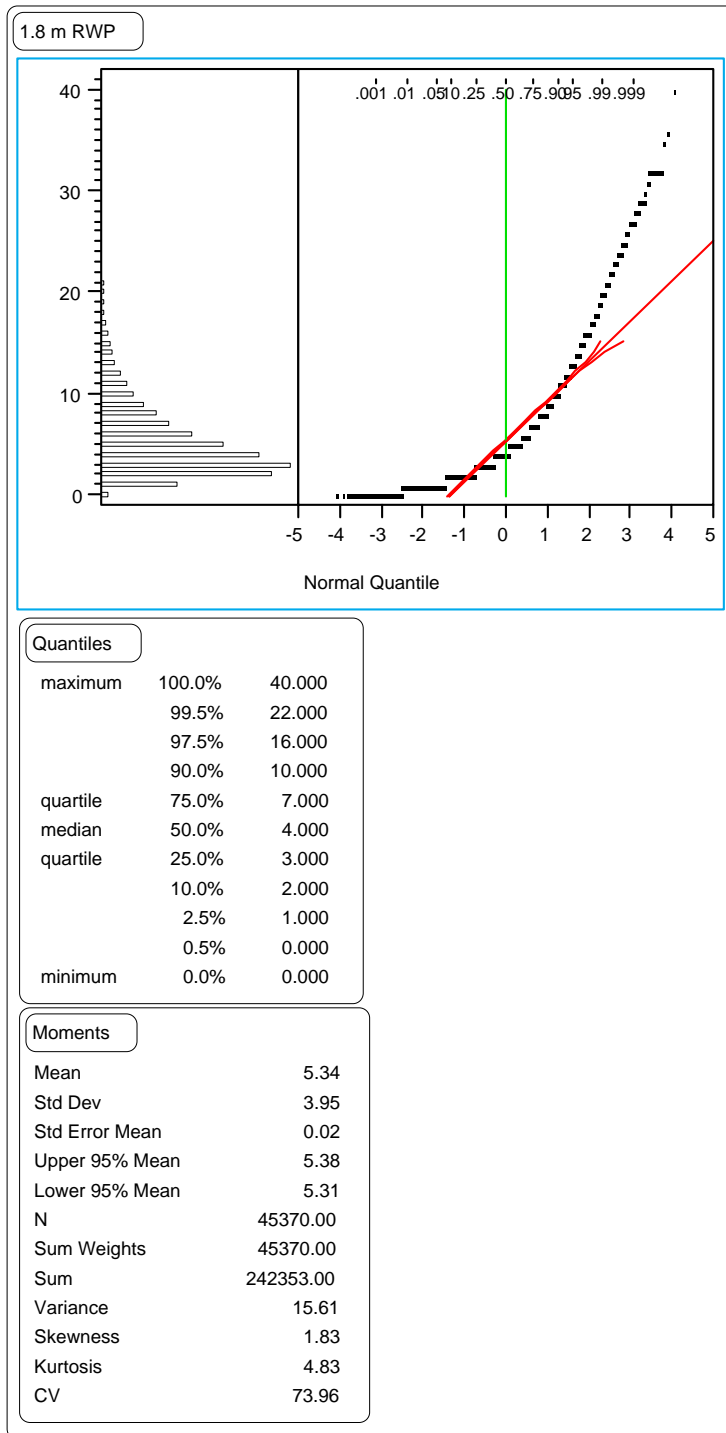 1.8 m RWP
40
.001 .01 .05 .10 .25 .50 .75 .90 .95 .99 .999
30
20
10
0
-5 -4 -3 -2 -1 0 1 2 3 4 5
Normal Quantile
Quantiles
maximum 100.0% 40.000
99.5% 22.000
97.5% 16.000
90.0% 10.000
quartile 75.0% 7.000
median 50.0% 4.000
quartile 25.0% 3.000
10.0% 2.000
2.5% 1.000
0.5% 0.000
minimum 0.0% 0.000
Moments
Mean 5.34
Std Dev 3.95
Std Error Mean 0.02
Upper 95% Mean 5.38
Lower 95% Mean 5.31
N 45370.00
Sum Weights 45370.00
Sum 242353.00
Variance 15.61
Skewness 1.83
Kurtosis 4.83
CV 73.96